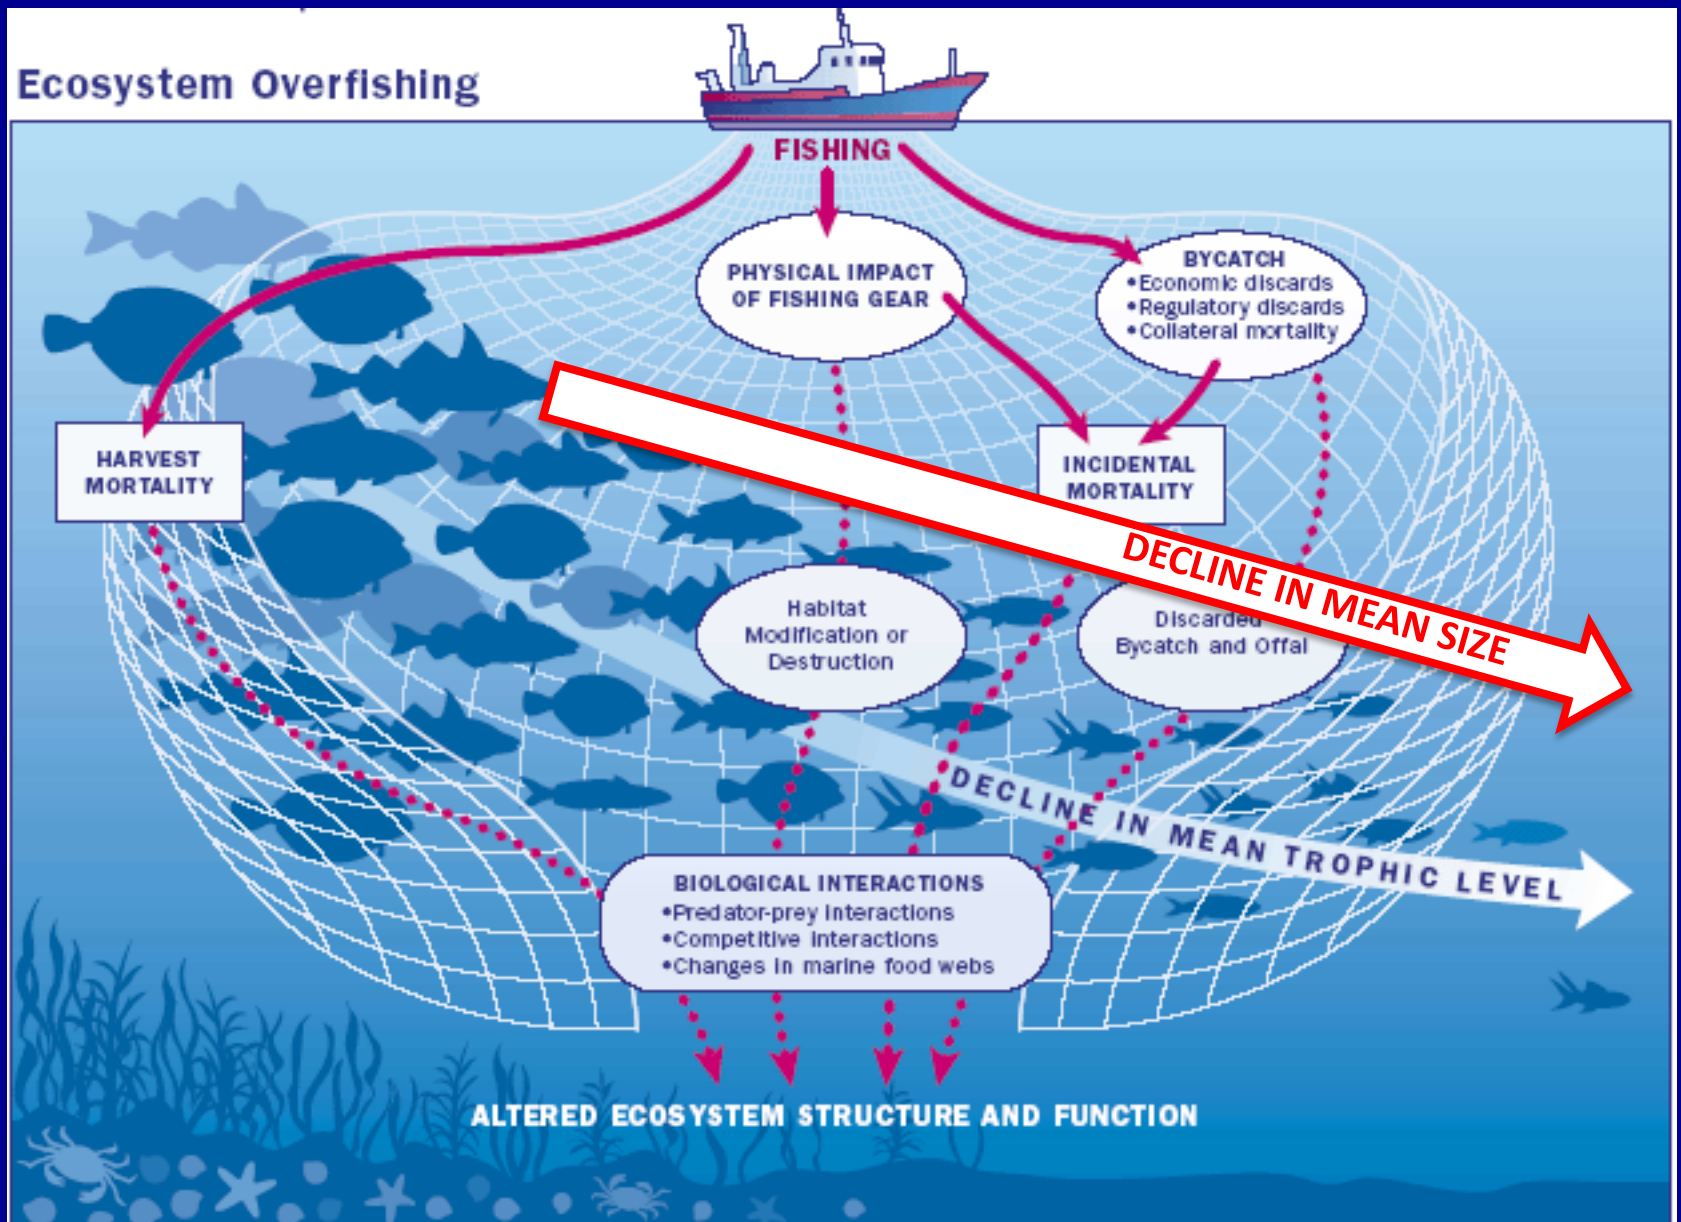 Ecosystem Overfishing
FISHING
PHYSICAL IMPACT
OF FISHING GEAR
BYCATCH
•Economic discards
•Regulatory discards
•Collateral mortality
HARVEST
MORTALITY
INCIDENTAL
MORTALITY
DECLINE IN MEAN SIZE
Habitat
Modification or
Destruction
Discarded
Bycatch and Offal
DECLINE IN MEAN TROPHIC LEVEL
BIOLOGICAL INTERACTIONS
•Predator-prey interactions
•Competitive interactions
•Changes in marine food webs
ALTERED ECOSYSTEM STRUCTURE AND FUNCTION